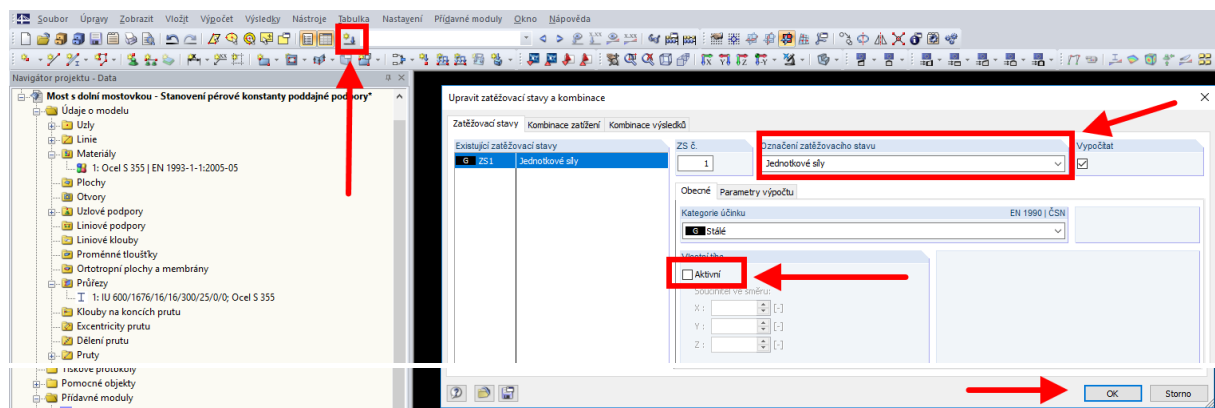 Soubor Úpravy Zobrazit Vložit Výpočet Výsledky Nástroje Tabulka Nastavení Přídavné moduly Okno Nápověda
Navigátor projektu - Data
Most s dolní mostovkou - Stanovení pérové konstanty poddajné podpory*
Údaje o modelu
Uzly
Linie
Materiály
1: Ocel S 355 | EN 1993-1-1:2005-05
Plochy
Otvory
Uzlové podpory
Liniové podpory
Liniové klouby
Proměnné tloušťky
Ortotropní plochy a membrány
Průřezy
1: IU 600/1676/16/16/300/25/0/0; Ocel S 355
Klouby na koncích prutu
Excentricity prutu
Dělení prutu
Pruty
Tiskové protokoly
Pomocné objekty
Přídavné moduly
Upravit zatěžovací stavy a kombinace
Zatěžovací stavy Kombinace zatížení Kombinace výsledků
Existující zatěžovací stavy
G ZS1 Jednotkové síly
ZS č.
1
Označení zatěžovacího stavu
Jednotkové síly
Vypočítat
Obecné Parametry výpočtu
Kategorie účinku EN 1990 | ČSN
G Stálé
Vlastní tíha
Aktivní
Součinitel ve směru:
X : [-]
Y : [-]
Z : [-]
OK Storno